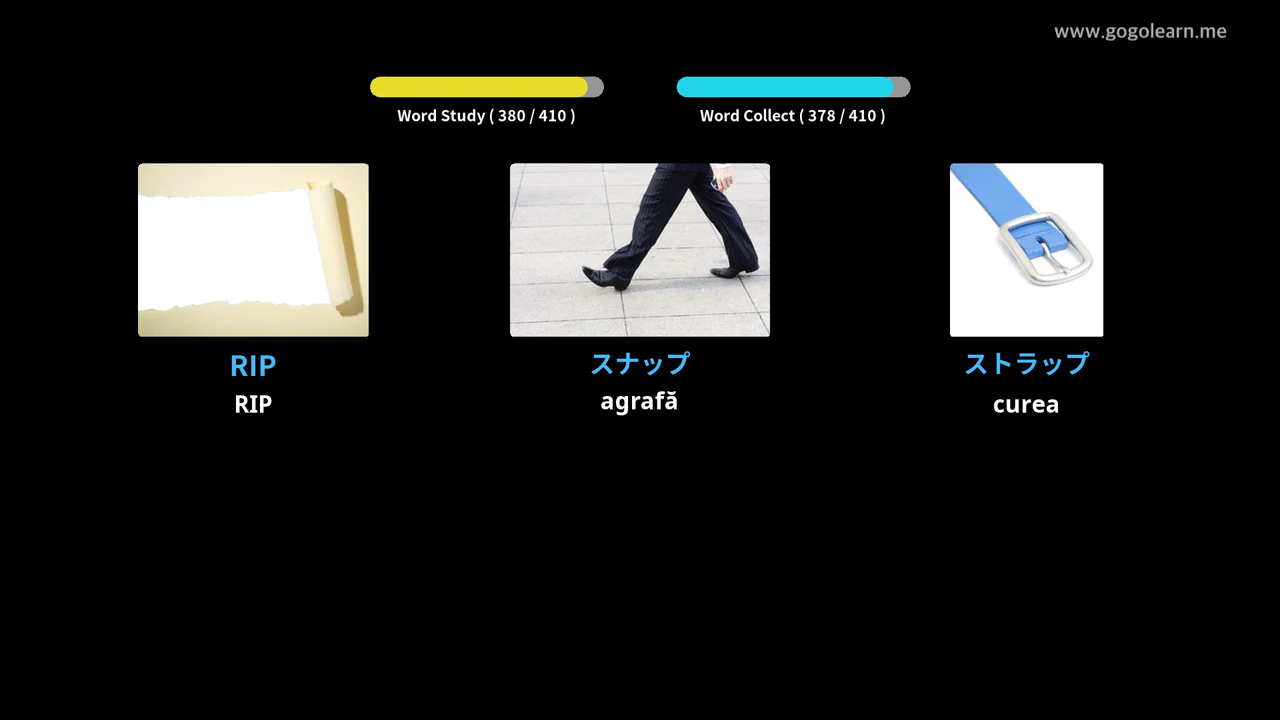 www.gogolearn.me
Word Study ( 380 / 410 )
Word Collect ( 378 / 410 )
RIP
RIP
スナップ
agrafă
ストラップ
curea